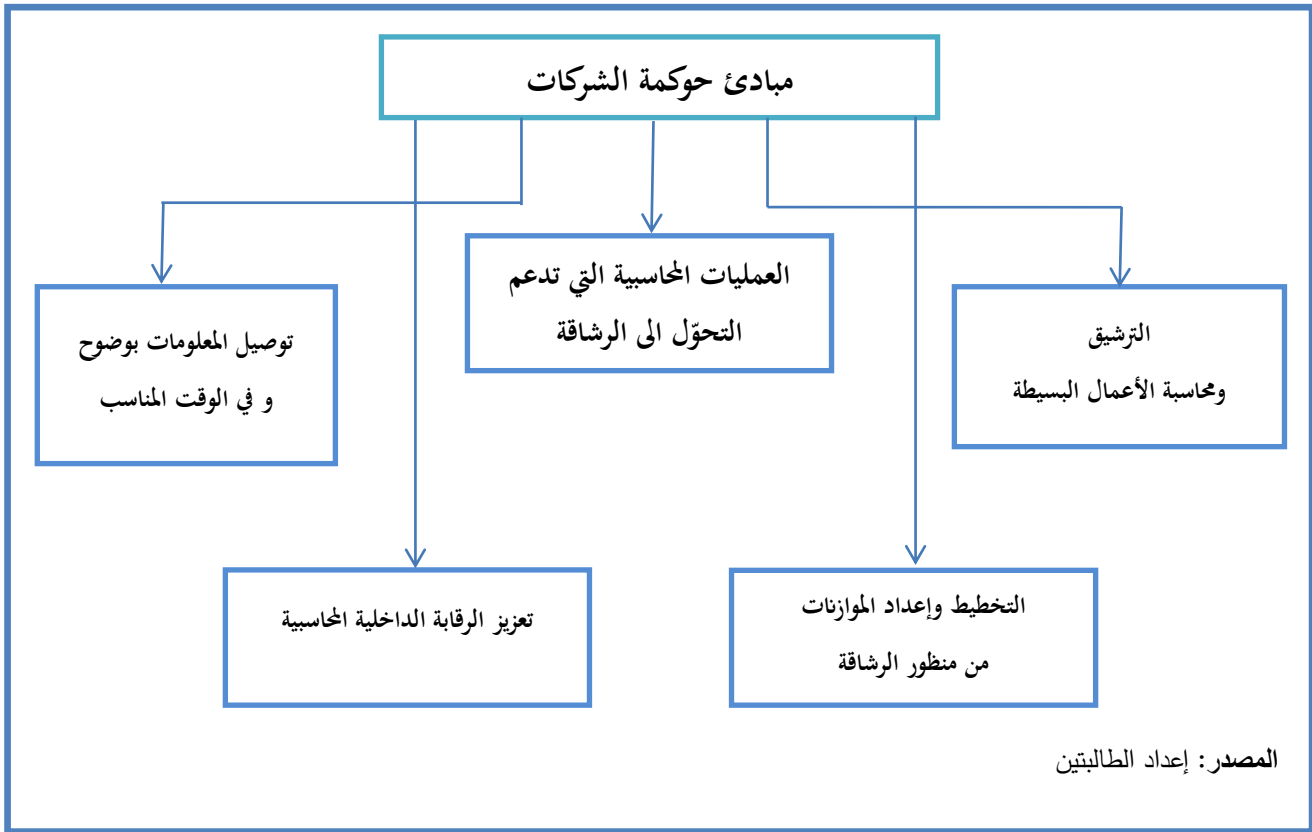 مبادئ حوكمة الشركات
العمليات المحاسبية التي تدعم
التحوّل الى الرشاقة
الترشيق
ومحاسبة الأعمال البسيطة
توصيل المعلومات بوضوح
و في الوقت المناسب
التخطيط وإعداد الموازنات
من منظور الرشاقة
تعزيز الرقابة الداخلية المحاسبية
المصدر: إعداد الطالبتين